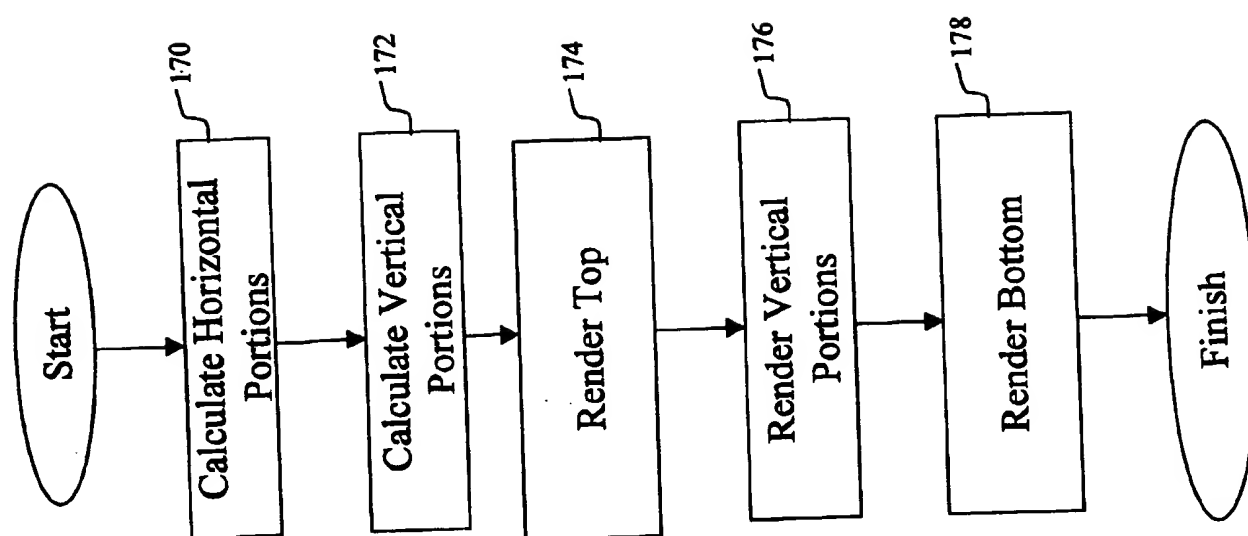 Start
170
Calculate Horizontal
Portions
172
Calculate Vertical
Portions
174
Render Top
176
Render Vertical
Portions
178
Render Bottom
Finish